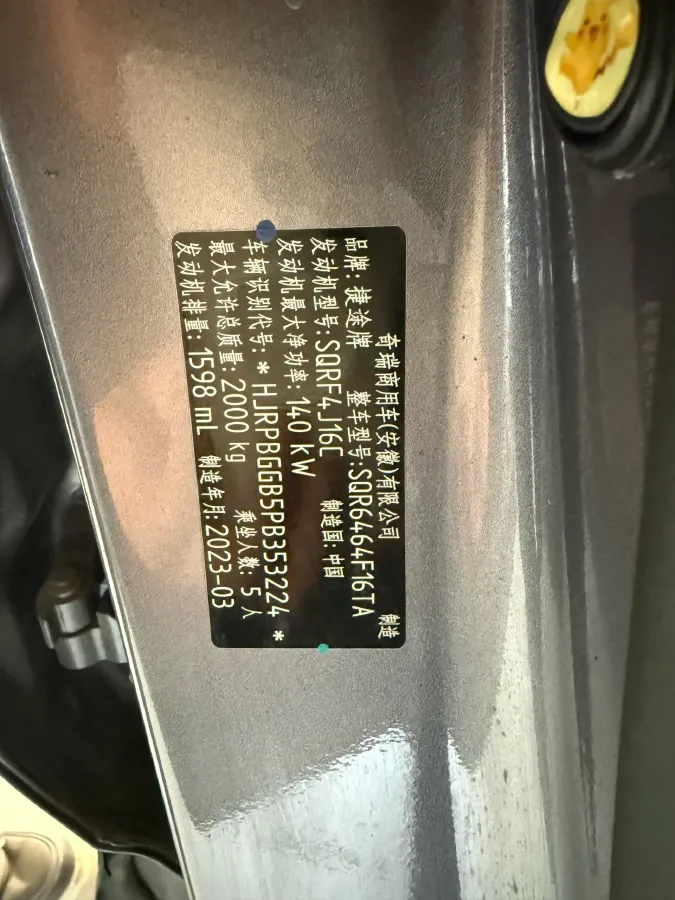 奇瑞商用车(安徽)有限公司 制造
品牌: 捷途牌 整车型号:SQR6464F16TA
发动机型号:SQRF4J16C 制造国: 中国
发动机最大净功率: 140 kW
车辆识别代号: * HJRPBGGB5PB353224 *
最大允许总质量: 2000 kg 乘坐人数: 5 人
发动机排量: 1598 mL 制造年月: 2023-03